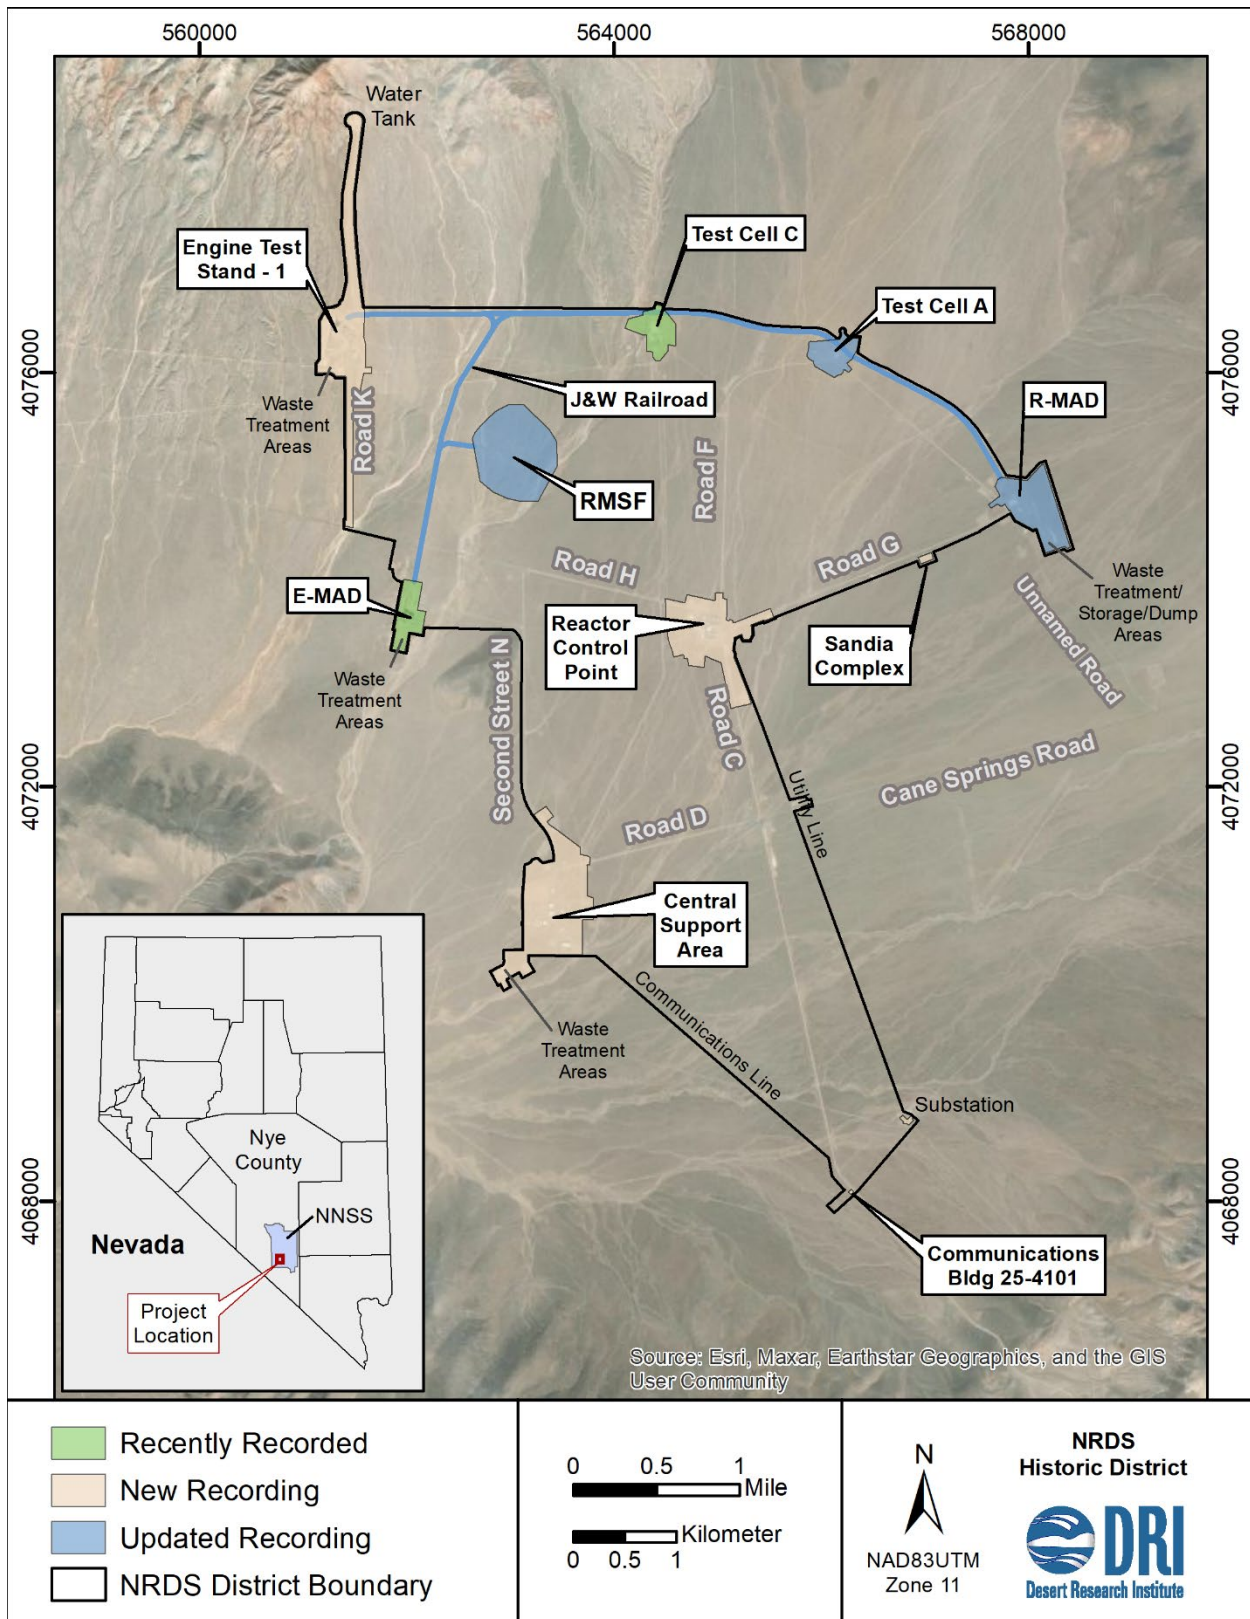 560000
564000
568000
Water
Tank
Engine Test
Stand - 1
Test Cell C
Test Cell A
4076000
4076000
J&W Railroad
R-MAD
Waste
Treatment
Areas
Road K
Road F
RMSF
Road H
Road G
E-MAD
Reactor
Control
Point
Sandia
Complex
Waste
Treatment/
Storage/Dump
Areas
Unnamed Road
Waste
Treatment
Areas
Second Street N
Road C
4072000
4072000
Utility Line
Cane Springs Road
Road D
Central
Support
Area
Waste
Treatment
Areas
Communications Line
Substation
4068000
4068000
Communications
Bldg 25-4101
Nye
County
NNSS
Nevada
Project
Location
Source: Esri, Maxar, Earthstar Geographics, and the GIS
User Community
Recently Recorded
New Recording
Updated Recording
NRDS District Boundary
0 0.5 1
Mile
Kilometer
0 0.5 1
N
NAD83UTM
Zone 11
NRDS
Historic District
DRI
Desert Research Institute